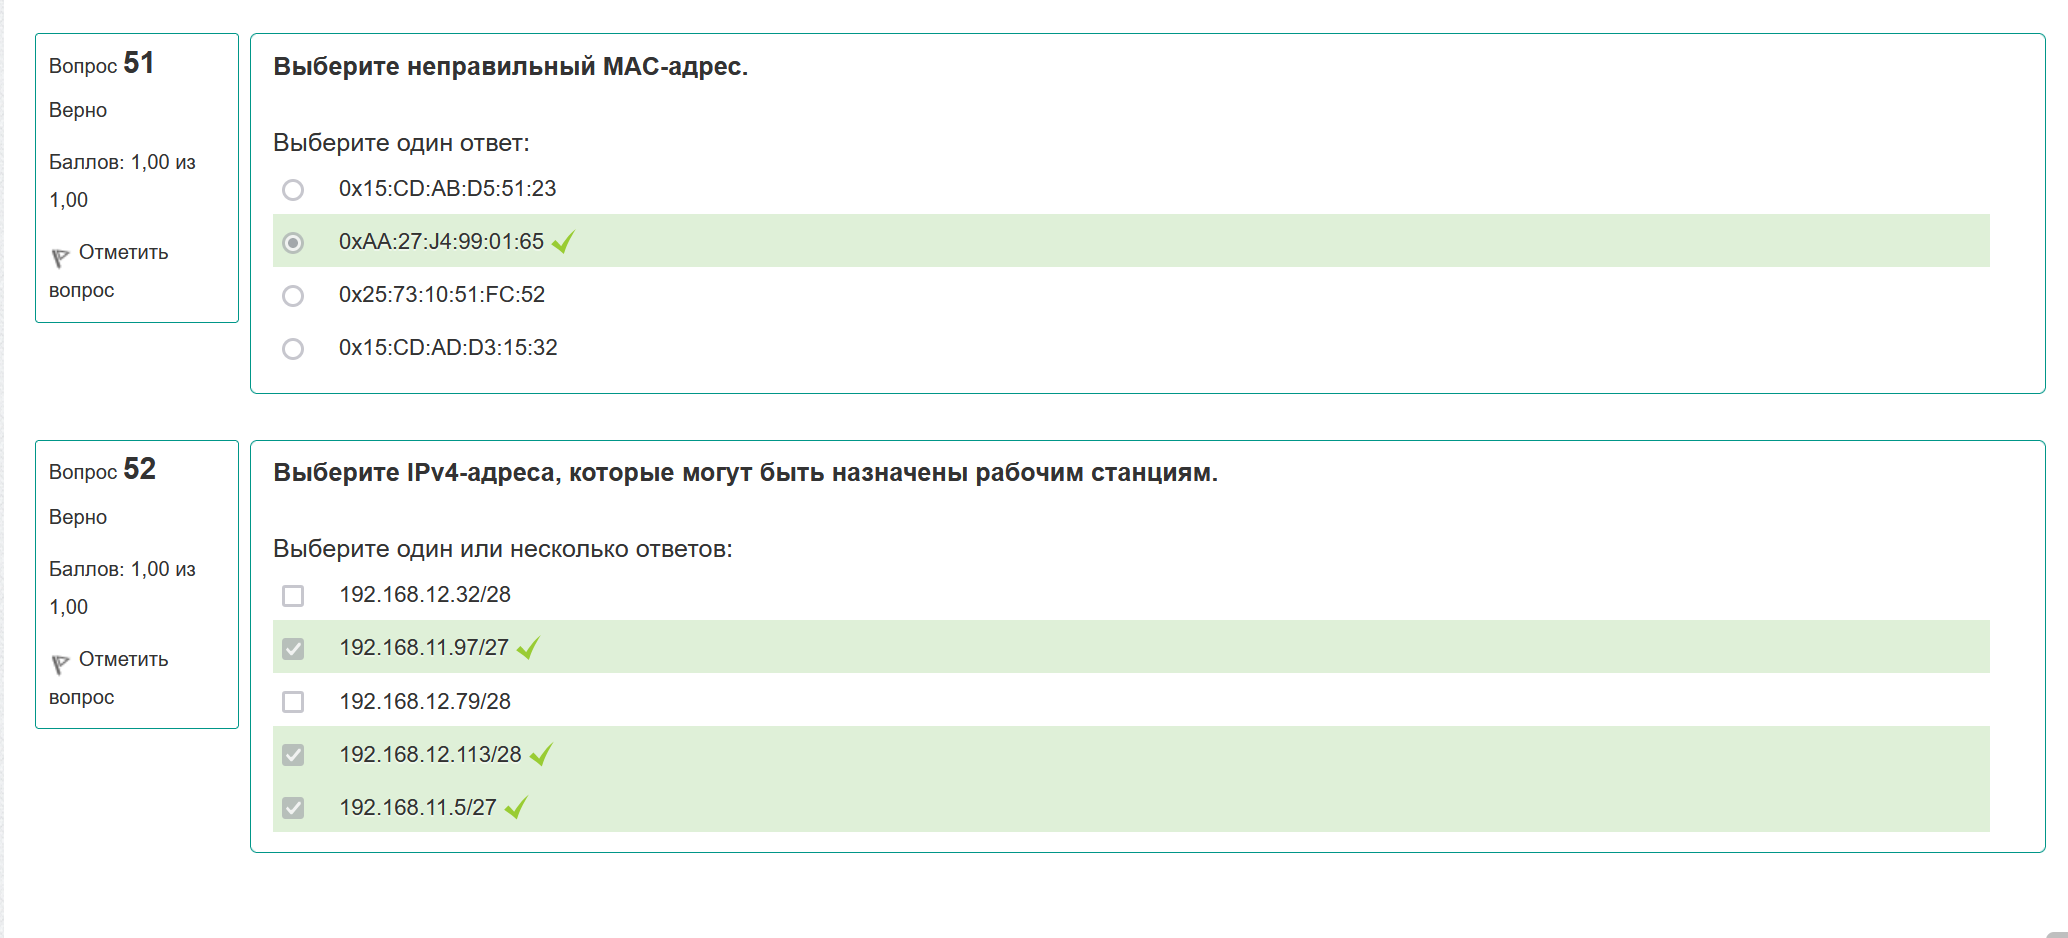 Вопрос 51
Верно
Баллов: 1,00 из
1,00
Отметить
вопрос
Выберите неправильный MAC-адрес.
Выберите один ответ:
0x15:CD:AB:D5:51:23
0xAA:27:J4:99:01:65
0x25:73:10:51:FC:52
0x15:CD:AD:D3:15:32
Вопрос 52
Верно
Баллов: 1,00 из
1,00
Отметить
вопрос
Выберите IPv4-адреса, которые могут быть назначены рабочим станциям.
Выберите один или несколько ответов:
192.168.12.32/28
192.168.11.97/27
192.168.12.79/28
192.168.12.113/28
192.168.11.5/27